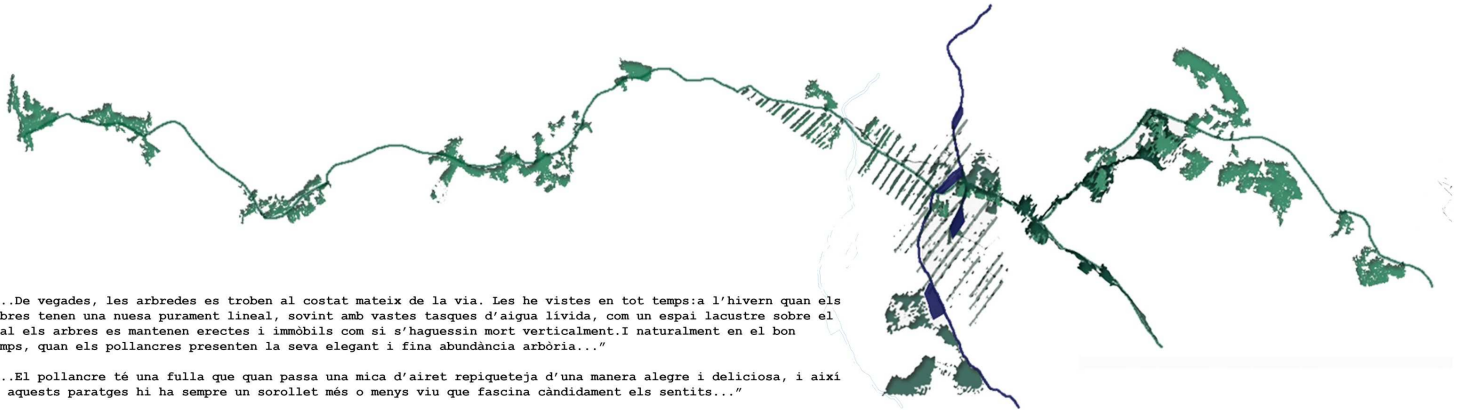 ..De vegades, les arbredes es troben al costat mateix de la via. Les he vistes en tot temps:a l'hivern quan els
bres tenen una nuesa purament lineal, sovint amb vastes tasques d'aigua lívida, com un espai lacustre sobre el
al els arbres es mantenen erectes i immòbils com si s'haguessin mort verticalment.I naturalment en el bon
mps, quan els pollancres presenten la seva elegant i fina abundància arbòria..."
..El pollancre té una fulla que quan passa una mica d'airet repiqueteja d'una manera alegre i deliciosa, i així
aquests paratges hi ha sempre un sorollet més o menys viu que fascina càndidament els sentits..."